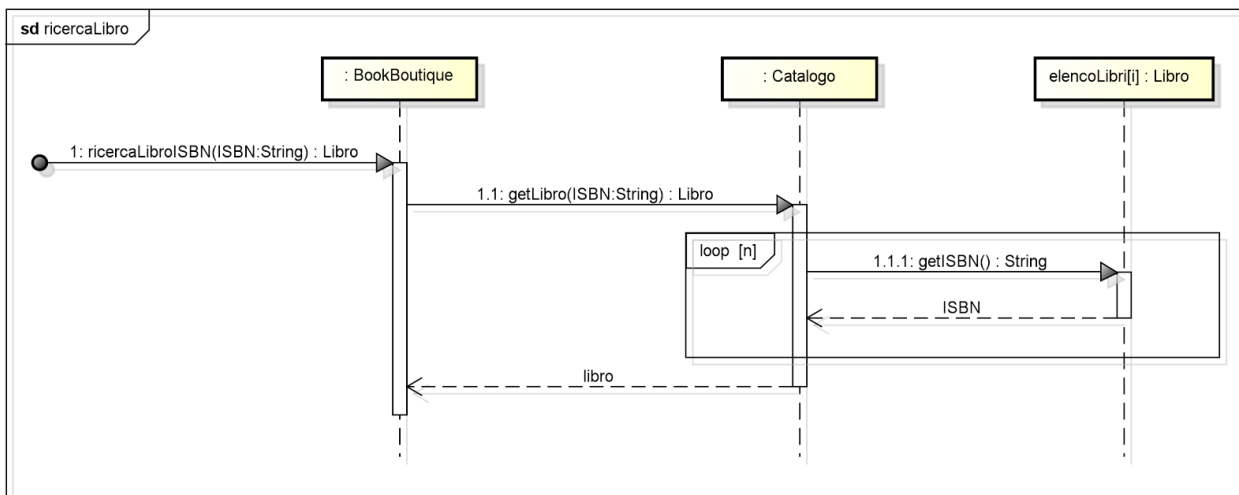 sd ricercaLibro
: BookBoutique
: Catalogo
elencoLibri[i] : Libro
1: ricercaLibroISBN(ISBN:String) : Libro
1.1: getLibro(ISBN:String) : Libro
loop [n]
1.1.1: getISBN() : String
ISBN
libro